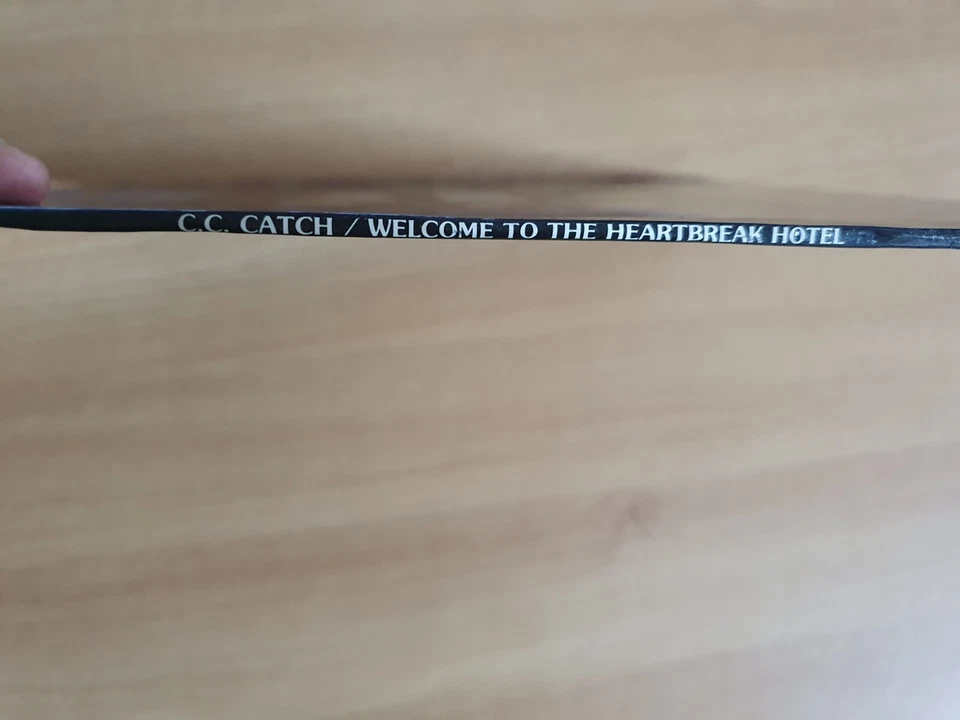 C.C. CATCH / WELCOME TO THE HEARTBREAK HOTEL